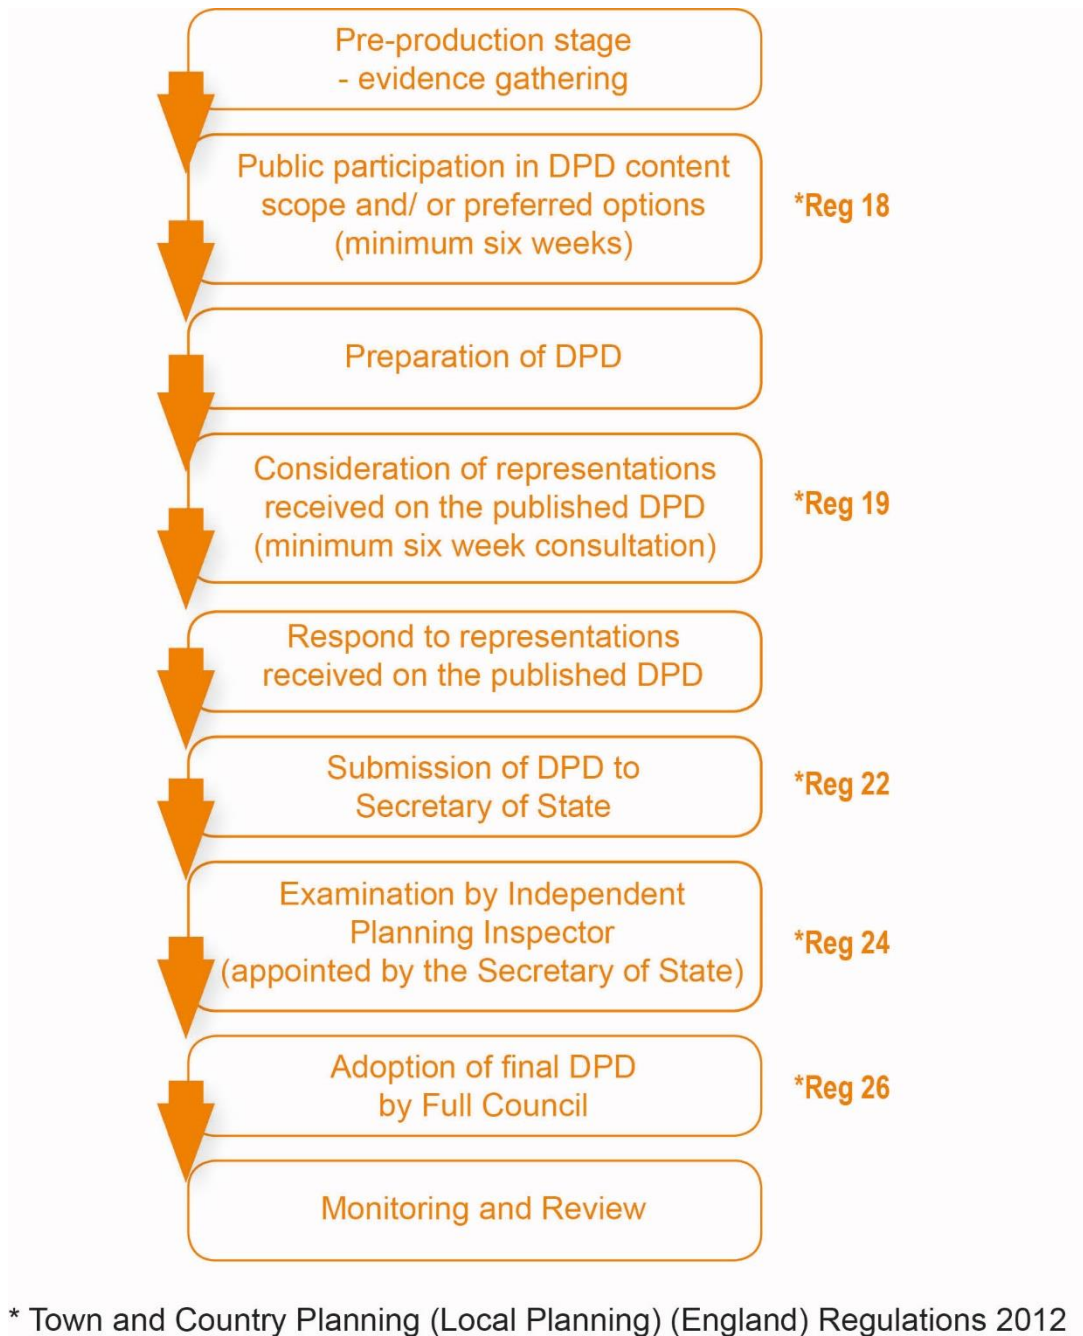 Pre-production stage
- evidence gathering
Public participation in DPD content
scope and/ or preferred options
(minimum six weeks)
*Reg 18
Preparation of DPD
Consideration of representations
received on the published DPD
(minimum six week consultation)
*Reg 19
Respond to representations
received on the published DPD
Submission of DPD to
Secretary of State
*Reg 22
Examination by Independent
Planning Inspector
(appointed by the Secretary of State)
*Reg 24
Adoption of final DPD
by Full Council
*Reg 26
Monitoring and Review
* Town and Country Planning (Local Planning) (England) Regulations 2012